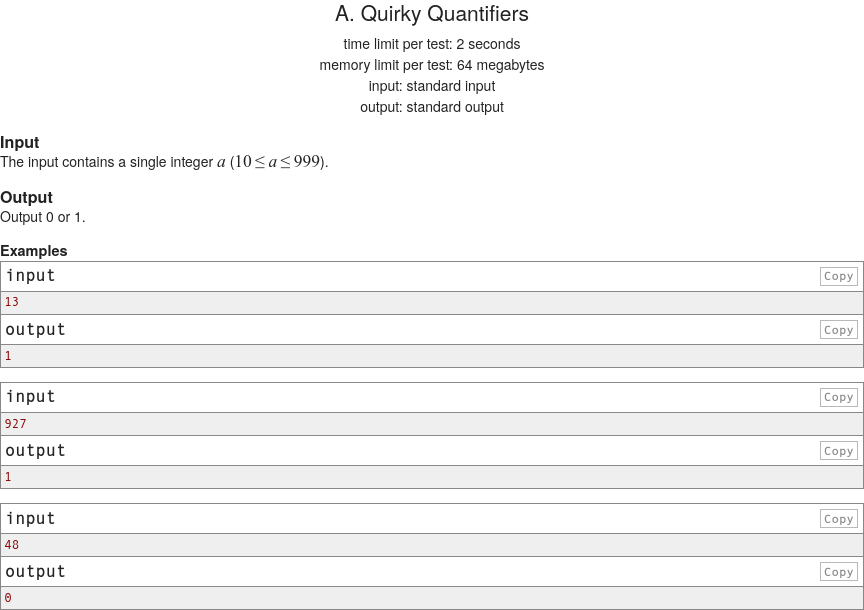 A. Quirky Quantifiers
time limit per test: 2 seconds
memory limit per test: 64 megabytes
input: standard input
output: standard output
Input
The input contains a single integer a (10 ≤ a ≤ 999).
Output
Output 0 or 1.
Examples
input Copy
13
output Copy
1
input Copy
927
output Copy
1
input Copy
48
output Copy
0